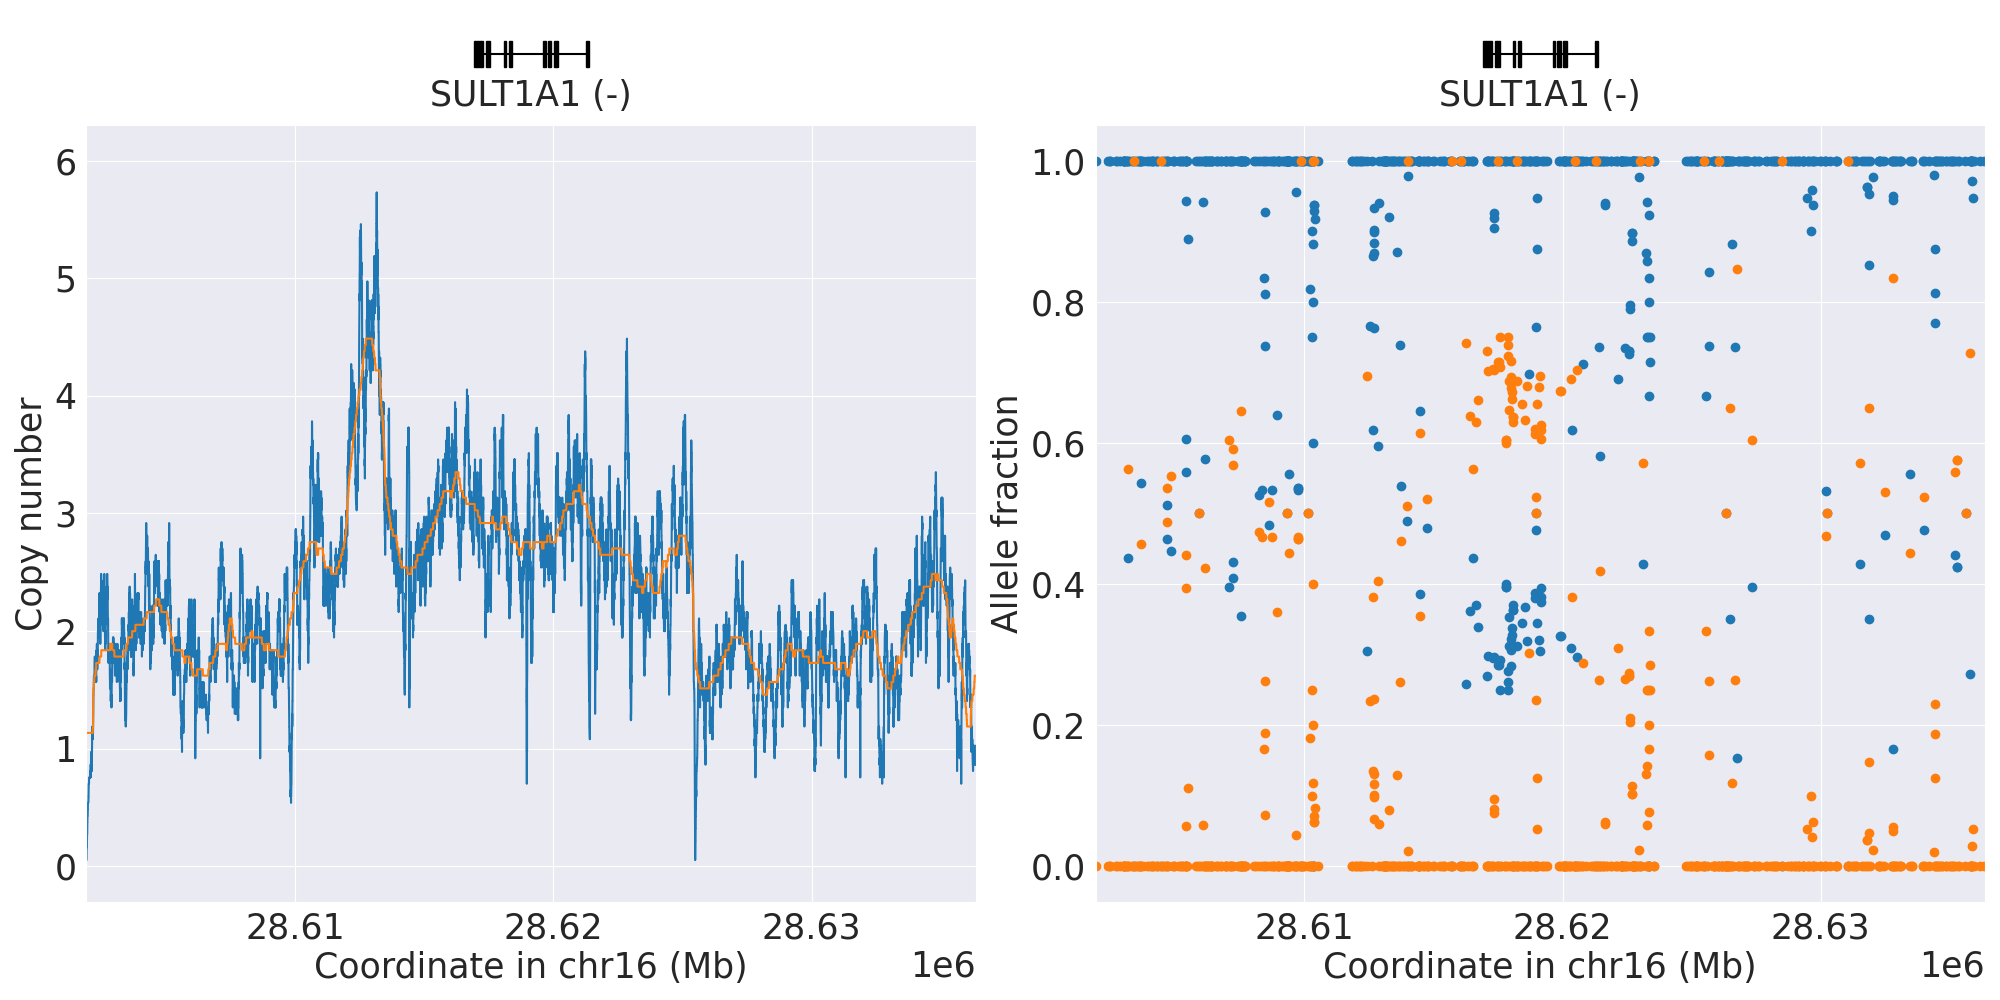 SULT1A1 (-)
6
5
4
3
2
1
0
Copy number
28.61
28.62
28.63
Coordinate in chr16 (Mb)
1e6
SULT1A1 (-)
1.0
0.8
0.6
0.4
0.2
0.0
Allele fraction
28.61
28.62
28.63
Coordinate in chr16 (Mb)
1e6